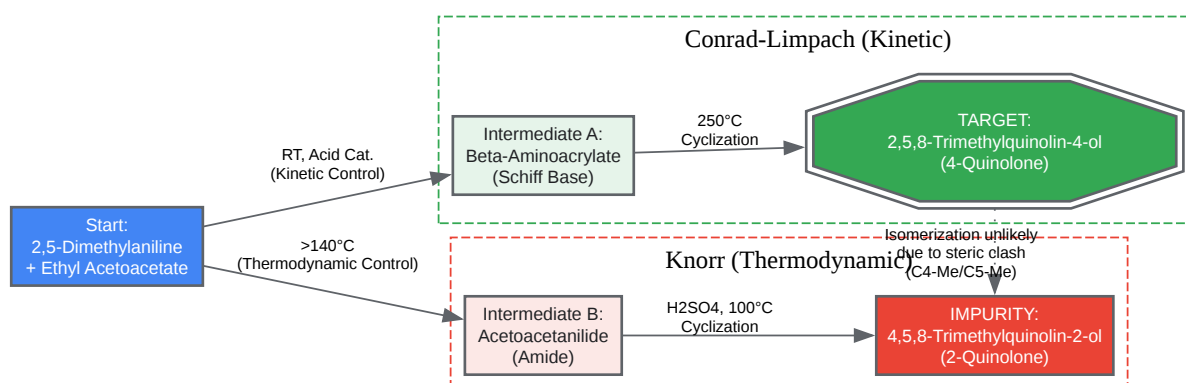 Conrad-Limpach (Kinetic)
250°C
Cyclization
TARGET:
2,5,8-Trimethylquinolin-4-ol
(4-Quinolone)
Intermediate A:
Beta-Aminoacrylate
(Schiff Base)
RT, Acid Cat.
(Kinetic Control)
Start:
2,5-Dimethylaniline
+ Ethyl Acetoacetate
>140°C
(Thermodynamic Control)
Isomerization unlikely
due to steric clash
(C4-Me/C5-Me)
Knorr (Thermodynamic)
Intermediate B:
Acetoacetanilide
(Amide)
H2SO4, 100°C
Cyclization
IMPURITY:
4,5,8-Trimethylquinolin-2-ol
(2-Quinolone)